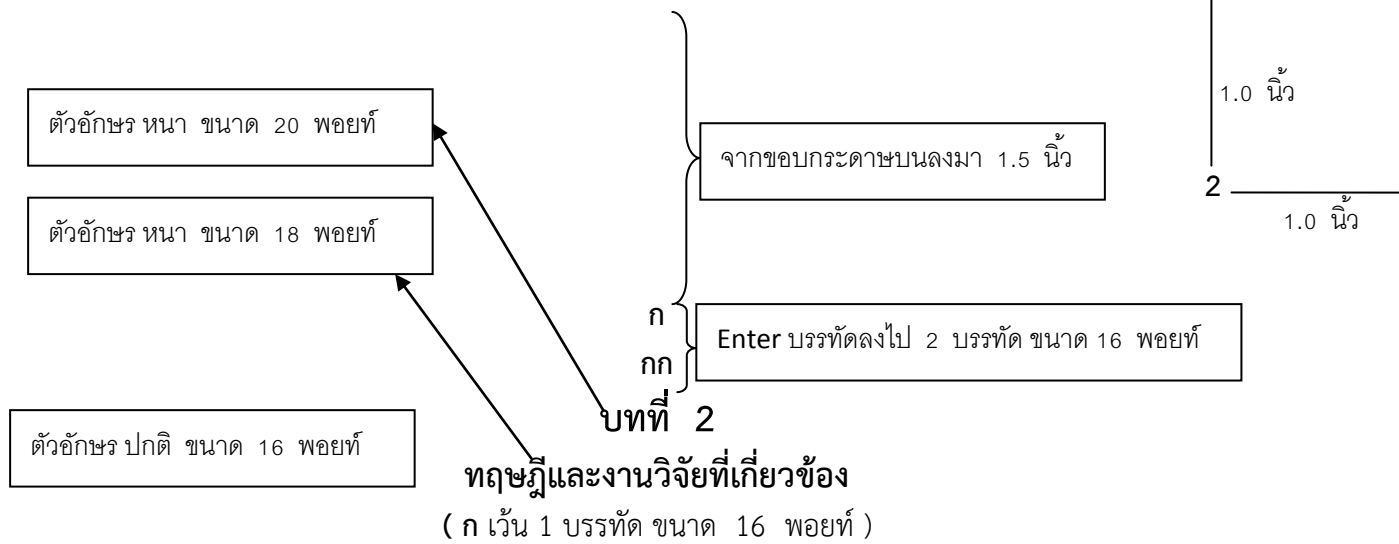 1.0 นิ้ว
ตัวอักษร หนา ขนาด 20 พอยท์
จากขอบกระดาษบนลงมา 1.5 นิ้ว
2
1.0 นิ้ว
ตัวอักษร หนา ขนาด 18 พอยท์
ก
Enter บรรทัดลงไป 2 บรรทัด ขนาด 16 พอยท์
กก
บทที่ 2
ตัวอักษร ปกติ ขนาด 16 พอยท์
ทฤษฎีและงานวิจัยที่เกี่ยวข้อง
( ก เว้น 1 บรรทัด ขนาด 16 พอยท์ )